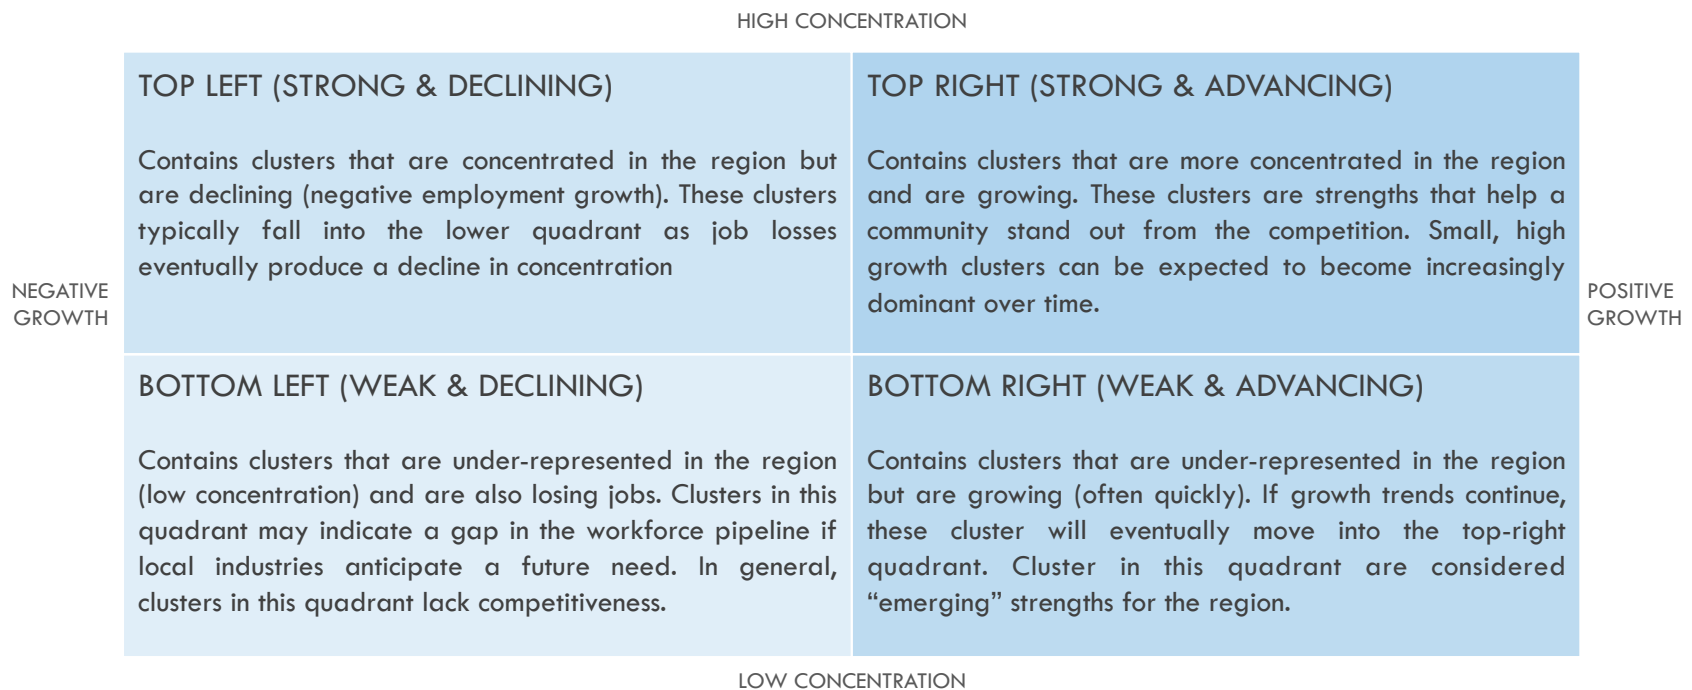 HIGH CONCENTRATION
TOP LEFT (STRONG & DECLINING)
Contains clusters that are concentrated in the region but
are declining (negative employment growth). These clusters
typically fall into the lower quadrant as job losses
eventually produce a decline in concentration
TOP RIGHT (STRONG & ADVANCING)
Contains clusters that are more concentrated in the region
and are growing. These clusters are strengths that help a
community stand out from the competition. Small, high
growth clusters can be expected to become increasingly
dominant over time.
NEGATIVE
GROWTH
POSITIVE
GROWTH
BOTTOM LEFT (WEAK & DECLINING)
Contains clusters that are under-represented in the region
(low concentration) and are also losing jobs. Clusters in this
quadrant may indicate a gap in the workforce pipeline if
local industries anticipate a future need. In general,
clusters in this quadrant lack competitiveness.
BOTTOM RIGHT (WEAK & ADVANCING)
Contains clusters that are under-represented in the region
but are growing (often quickly). If growth trends continue,
these cluster will eventually move into the top-right
quadrant. Cluster in this quadrant are considered
“emerging” strengths for the region.
LOW CONCENTRATION